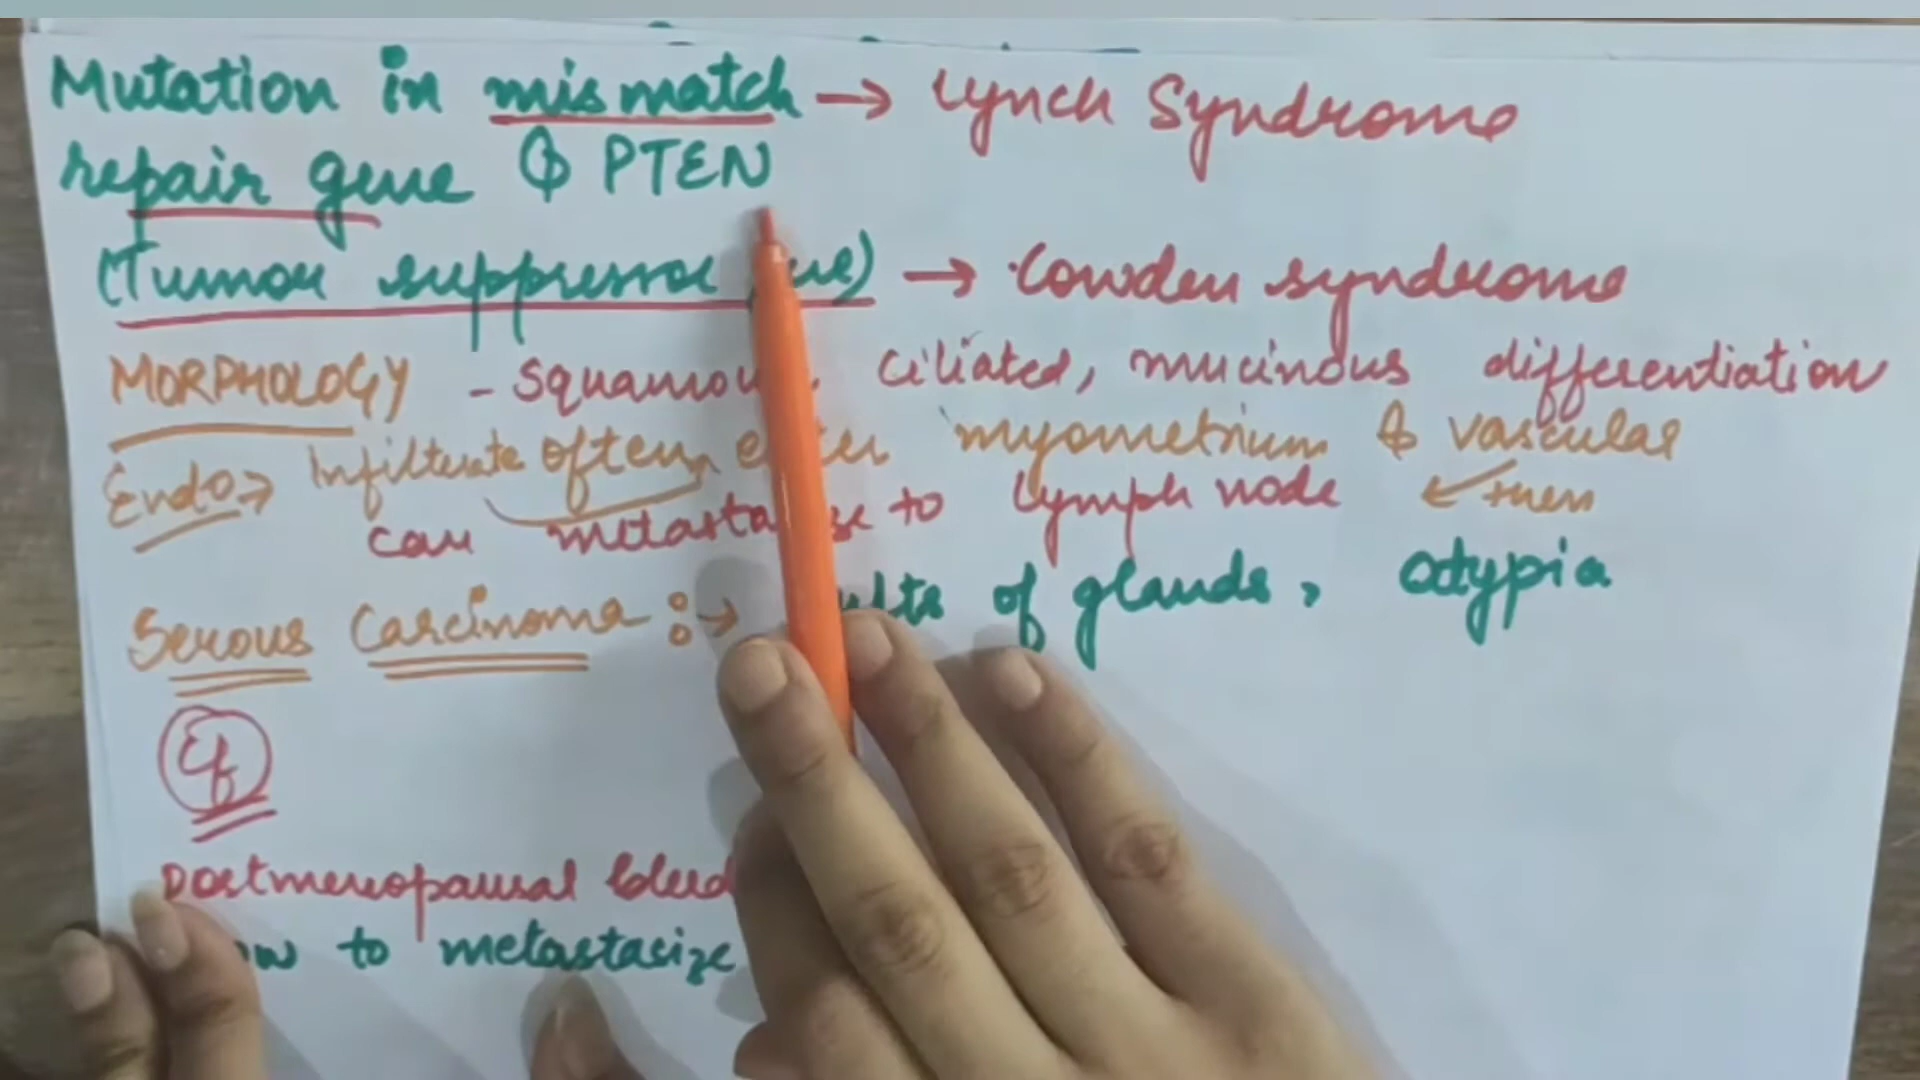 Mutation in mismatch → Lynch Syndrome
repair gene & PTEN
(Tumor suppressor → Cowden syndrome
MORPHOLOGY - Squamous, ciliated, mucinous differentiation
Endo → Infiltrate often, myometrium & vascular
can to lymph node ← then
Serous Carcinoma :→ of glands, atypia
C/f
Postmenopausal
to metastasize